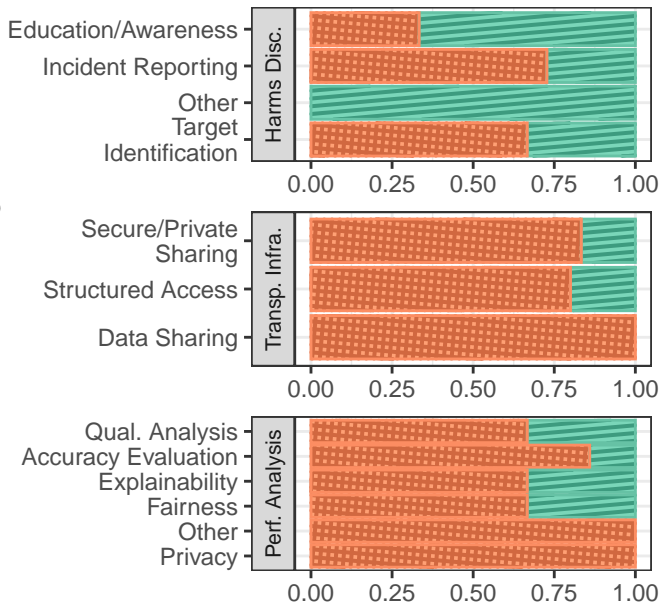 Education/Awareness
Incident Reporting
Other
Target
Identification
Harms Disc.
0.00 0.25 0.50 0.75 1.00
Secure/Private
Sharing
Structured Access
Data Sharing
Transp. Infra.
0.00 0.25 0.50 0.75 1.00
Qual. Analysis
Accuracy Evaluation
Explainability
Fairness
Other
Privacy
Perf. Analysis
0.00 0.25 0.50 0.75 1.00